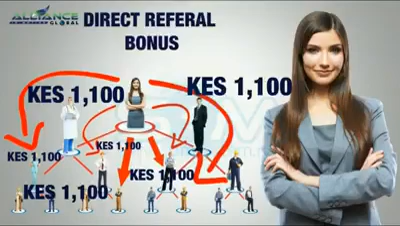 ALLIANCE
GLOBAL
DIRECT REFERAL
BONUS
KES 1,100
KES 1,100
KES 1,100
KES 1,100
KES 1,100
KES 1,100